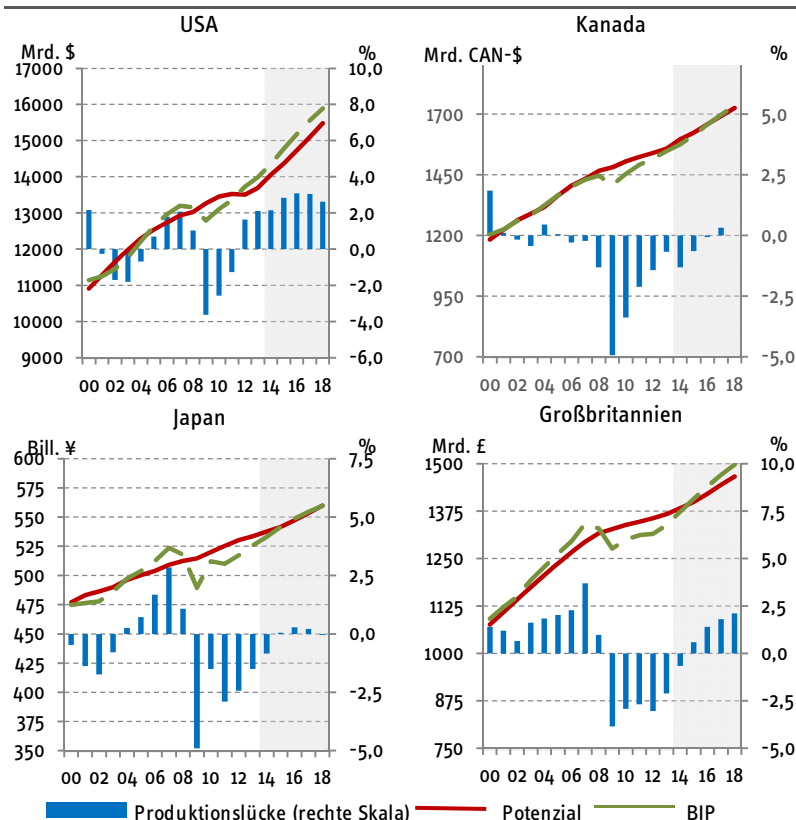 USA
Mrd. $ %
17000 10,0
16000 8,0
15000 6,0
14000 4,0
13000 2,0
12000 0,0
11000 -2,0
10000 -4,0
9000 -6,0
00 02 04 06 08 10 12 14 16 18
Kanada
Mrd. CAN-$ %
1700 5,0
1450 2,5
1200 0,0
950 -2,5
700 -5,0
00 02 04 06 08 10 12 14 16 18
Japan
Bill. ¥ %
600 7,5
575
550 5,0
525
500 2,5
475
450 0,0
425
400 -2,5
375
350 -5,0
00 02 04 06 08 10 12 14 16 18
Großbritannien
Mrd. £ %
1500 10,0
1375 7,5
1250 5,0
1125 2,5
1000 0,0
875 -2,5
750 -5,0
00 02 04 06 08 10 12 14 16 18
Produktionslücke (rechte Skala) Potenzial BIP